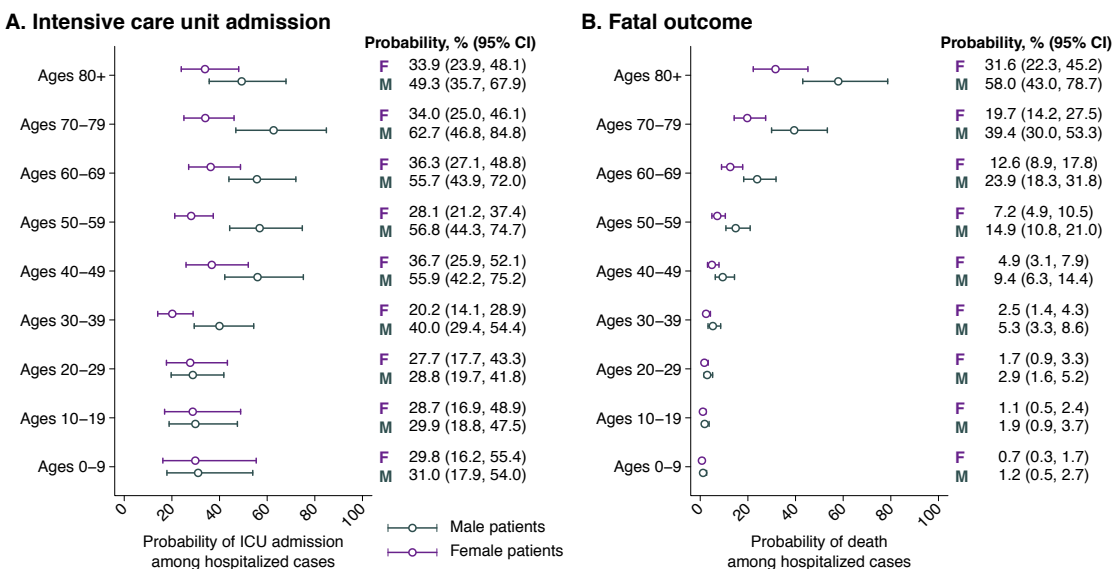 A. Intensive care unit admission
Probability, % (95% CI)
Ages 80+
F 33.9 (23.9, 48.1)
M 49.3 (35.7, 67.9)
Ages 70–79
F 34.0 (25.0, 46.1)
M 62.7 (46.8, 84.8)
Ages 60–69
F 36.3 (27.1, 48.8)
M 55.7 (43.9, 72.0)
Ages 50–59
F 28.1 (21.2, 37.4)
M 56.8 (44.3, 74.7)
Ages 40–49
F 36.7 (25.9, 52.1)
M 55.9 (42.2, 75.2)
Ages 30–39
F 20.2 (14.1, 28.9)
M 40.0 (29.4, 54.4)
Ages 20–29
F 27.7 (17.7, 43.3)
M 28.8 (19.7, 41.8)
Ages 10–19
F 28.7 (16.9, 48.9)
M 29.9 (18.8, 47.5)
Ages 0–9
F 29.8 (16.2, 55.4)
M 31.0 (17.9, 54.0)
0 20 40 60 80 100
Probability of ICU admission
among hospitalized cases
Male patients
Female patients
B. Fatal outcome
Probability, % (95% CI)
Ages 80+
F 31.6 (22.3, 45.2)
M 58.0 (43.0, 78.7)
Ages 70–79
F 19.7 (14.2, 27.5)
M 39.4 (30.0, 53.3)
Ages 60–69
F 12.6 (8.9, 17.8)
M 23.9 (18.3, 31.8)
Ages 50–59
F 7.2 (4.9, 10.5)
M 14.9 (10.8, 21.0)
Ages 40–49
F 4.9 (3.1, 7.9)
M 9.4 (6.3, 14.4)
Ages 30–39
F 2.5 (1.4, 4.3)
M 5.3 (3.3, 8.6)
Ages 20–29
F 1.7 (0.9, 3.3)
M 2.9 (1.6, 5.2)
Ages 10–19
F 1.1 (0.5, 2.4)
M 1.9 (0.9, 3.7)
Ages 0–9
F 0.7 (0.3, 1.7)
M 1.2 (0.5, 2.7)
0 20 40 60 80 100
Probability of death
among hospitalized cases